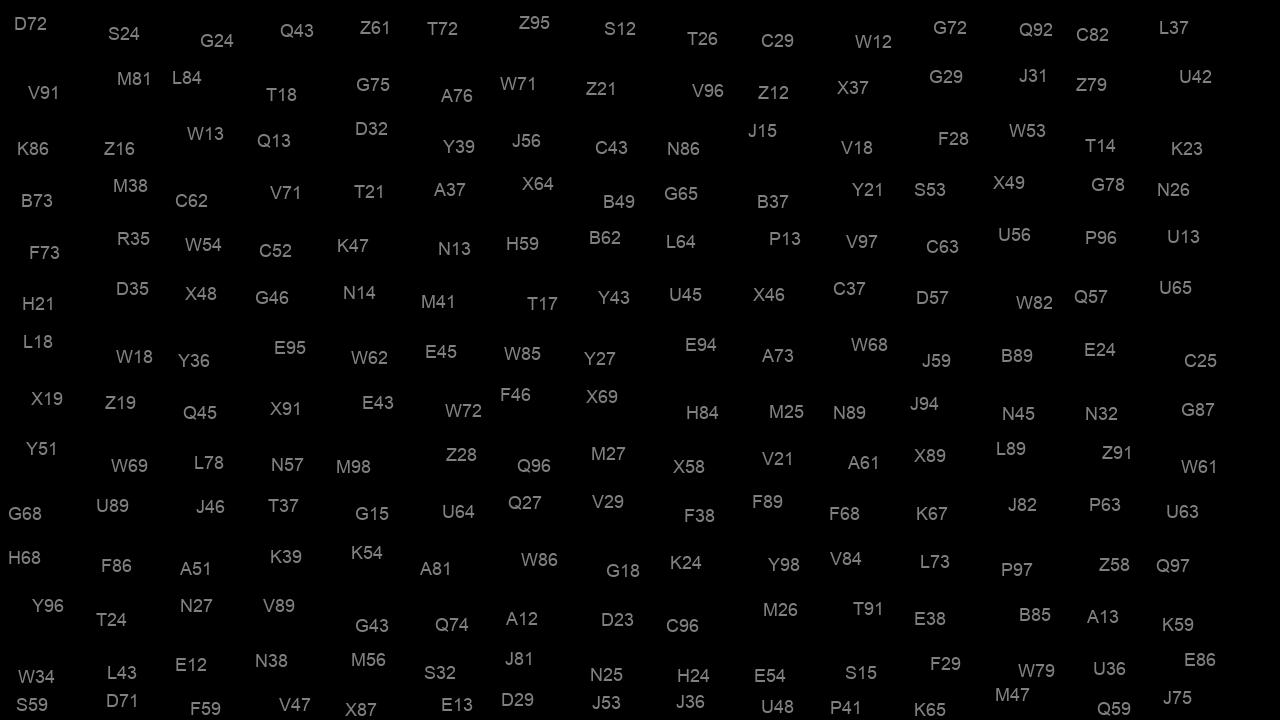 D72 S24 G24 Q43 Z61 T72 Z95 S12 T26 C29 W12 G72 Q92 C82 L37
V91 M81 L84 T18 G75 A76 W71 Z21 V96 Z12 X37 G29 J31 Z79 U42
K86 Z16 W13 Q13 D32 Y39 J56 C43 N86 J15 V18 F28 W53 T14 K23
B73 M38 C62 V71 T21 A37 X64 B49 G65 B37 Y21 S53 X49 G78 N26
F73 R35 W54 C52 K47 N13 H59 B62 L64 P13 V97 C63 U56 P96 U13
H21 D35 X48 G46 N14 M41 T17 Y43 U45 X46 C37 D57 W82 Q57 U65
L18 W18 Y36 E95 W62 E45 W85 Y27 E94 A73 W68 J59 B89 E24 C25
X19 Z19 Q45 X91 E43 W72 F46 X69 H84 M25 N89 J94 N45 N32 G87
Y51 W69 L78 N57 M98 Z28 Q96 M27 X58 V21 A61 X89 L89 Z91 W61
G68 U89 J46 T37 G15 U64 Q27 V29 F38 F89 F68 K67 J82 P63 U63
H68 F86 A51 K39 K54 A81 W86 G18 K24 Y98 V84 L73 P97 Z58 Q97
Y96 T24 N27 V89 G43 Q74 A12 D23 C96 M26 T91 E38 B85 A13 K59
W34 L43 E12 N38 M56 S32 J81 N25 H24 E54 S15 F29 W79 U36 E86
S59 D71 F59 V47 X87 E13 D29 J53 J36 U48 P41 K65 M47 Q59 J75